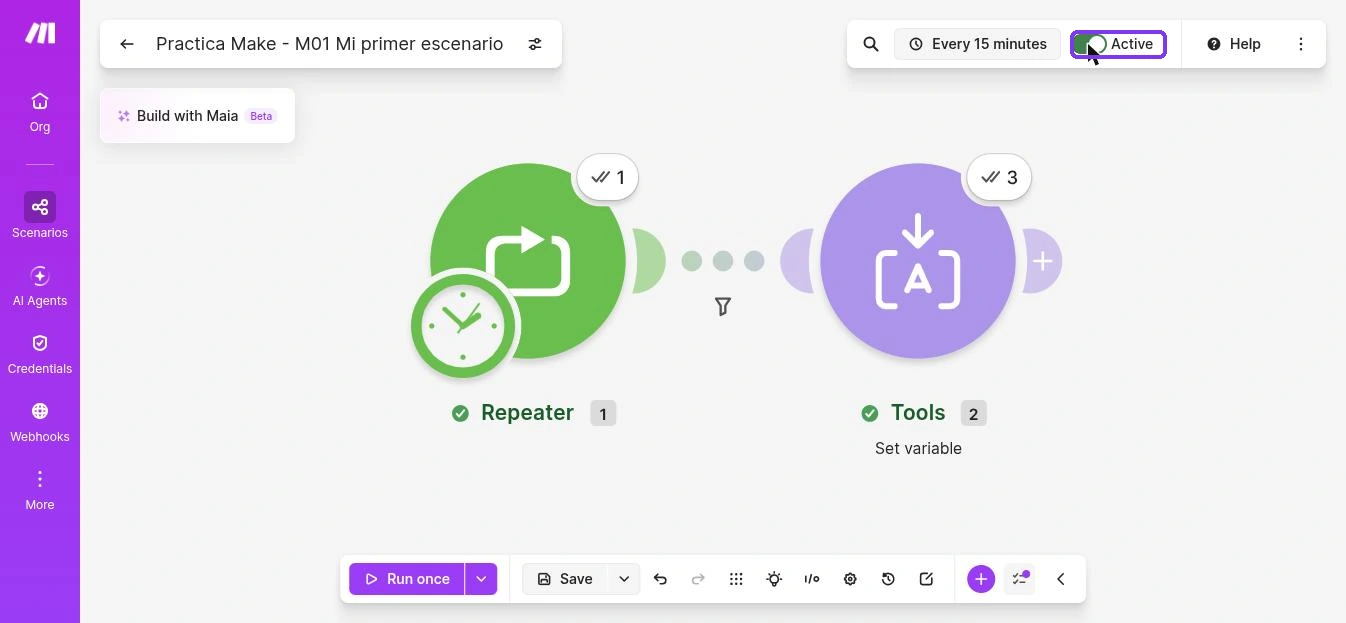 Practica Make - M01 Mi primer escenario
Every 15 minutes
Active
Help
Org
Build with Maia Beta
Scenarios
AI Agents
Credentials
Webhooks
More
1
3
A
Repeater 1
Tools 2
Set variable
Run once
Save